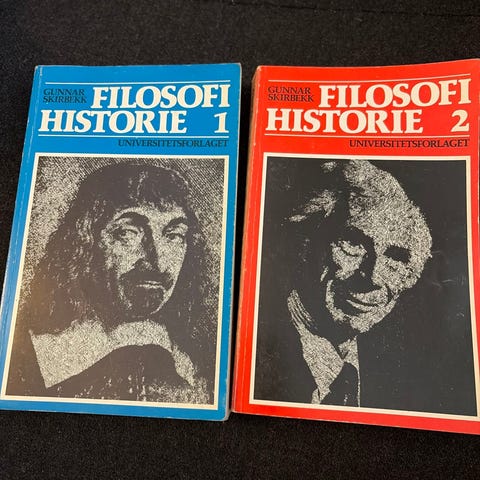 GUNNAR
SKIRBEKK
FILOSOFI
HISTORIE 1
UNIVERSITETSFORLAGET
GUNNAR
SKIRBEKK
FILOSOFI
HISTORIE 2
UNIVERSITETSFORLAGET